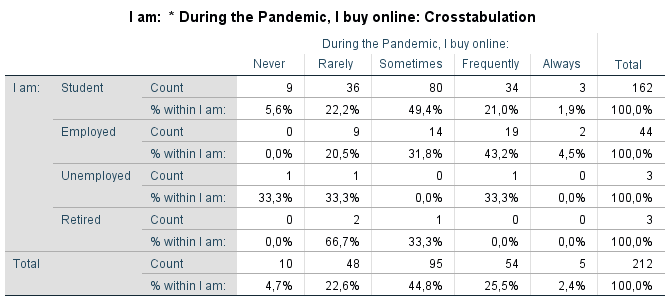 I am: * During the Pandemic, I buy online: Crosstabulation
During the Pandemic, I buy online:
Never Rarely Sometimes Frequently Always Total
I am: Student Count 9 36 80 34 3 162
% within I am: 5,6% 22,2% 49,4% 21,0% 1,9% 100,0%
Employed Count 0 9 14 19 2 44
% within I am: 0,0% 20,5% 31,8% 43,2% 4,5% 100,0%
Unemployed Count 1 1 0 1 0 3
% within I am: 33,3% 33,3% 0,0% 33,3% 0,0% 100,0%
Retired Count 0 2 1 0 0 3
% within I am: 0,0% 66,7% 33,3% 0,0% 0,0% 100,0%
Total Count 10 48 95 54 5 212
% within I am: 4,7% 22,6% 44,8% 25,5% 2,4% 100,0%